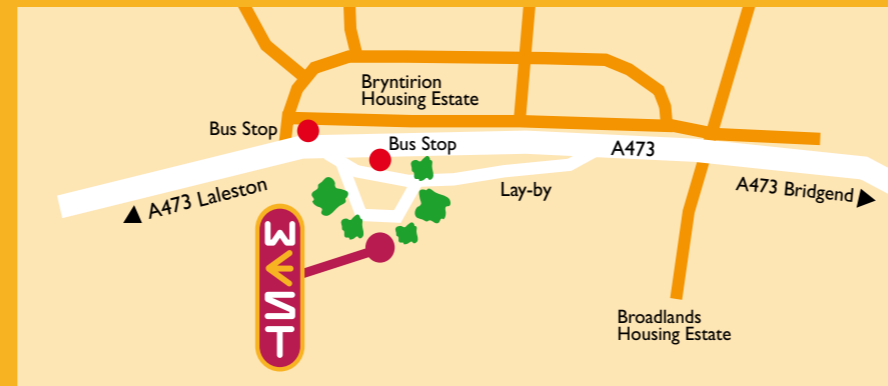 Bryntirion
Housing Estate
Bus Stop
Bus Stop
A473
A473 Laleston
Lay-by
A473 Bridgend
WEST
Broadlands
Housing Estate